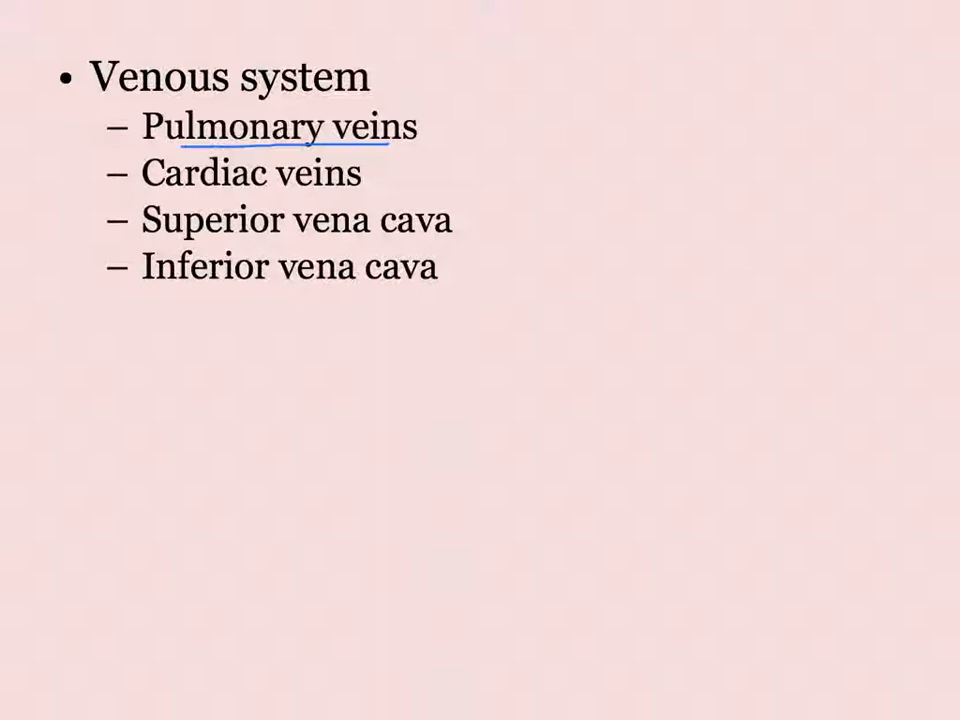 • Venous system
– Pulmonary veins
– Cardiac veins
– Superior vena cava
– Inferior vena cava